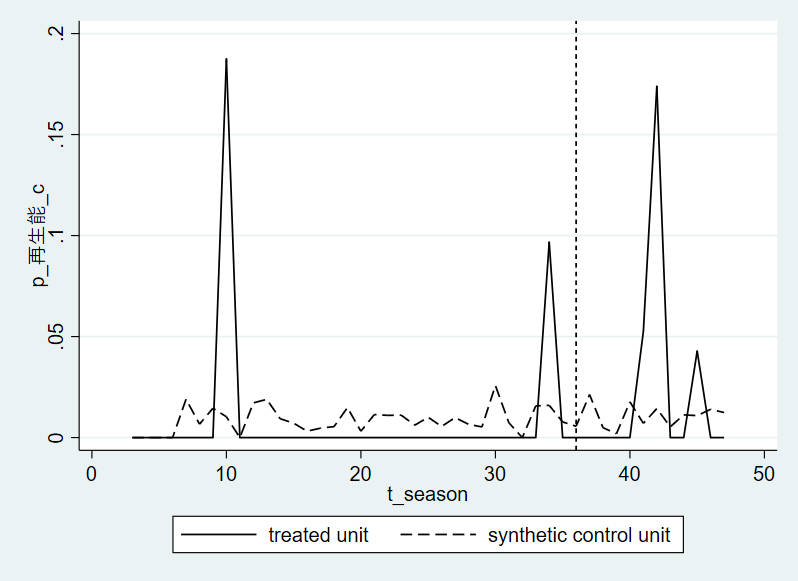 .2
.15
.1
.05
0
p_再生能_c
0 10 20 30 40 50
t_season
treated unit synthetic control unit